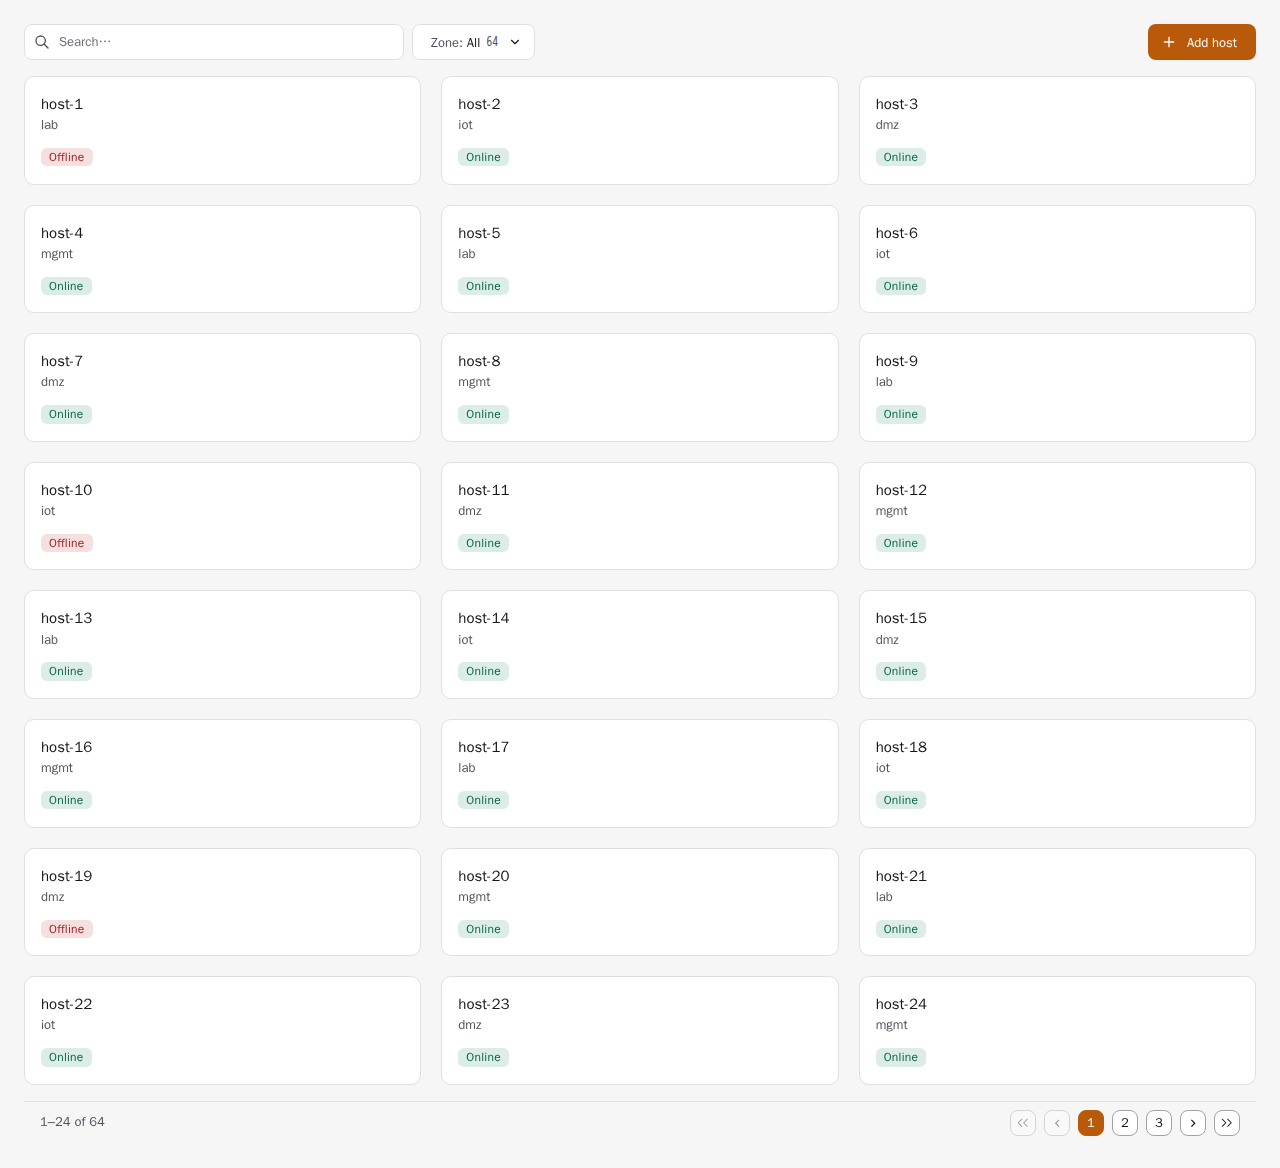 Search⋯
Zone: All 64
Add host
host-1
lab
Offline
host-2
iot
Online
host-3
dmz
Online
host-4
mgmt
Online
host-5
lab
Online
host-6
iot
Online
host-7
dmz
Online
host-8
mgmt
Online
host-9
lab
Online
host-10
iot
Offline
host-11
dmz
Online
host-12
mgmt
Online
host-13
lab
Online
host-14
iot
Online
host-15
dmz
Online
host-16
mgmt
Online
host-17
lab
Online
host-18
iot
Online
host-19
dmz
Offline
host-20
mgmt
Online
host-21
lab
Online
host-22
iot
Online
host-23
dmz
Online
host-24
mgmt
Online
1–24 of 64
1 2 3